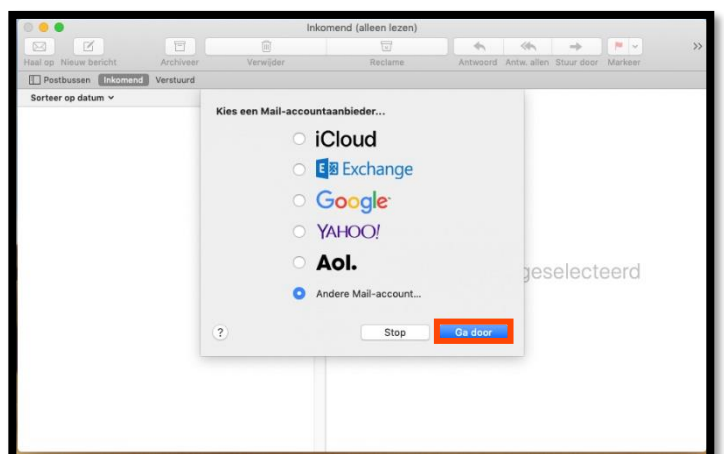 Inkomend (alleen lezen)
Haal op Nieuw bericht Archiveer Verwijder Reclame Antwoord Antw. allen Stuur door Markeer
Postbussen Inkomend Verstuurd
Sorteer op datum
Kies een Mail-accountaanbieder...
iCloud
E Exchange
Google
YAHOO!
Aol.
geselecteerd
Andere Mail-account...
? Stop Ga door